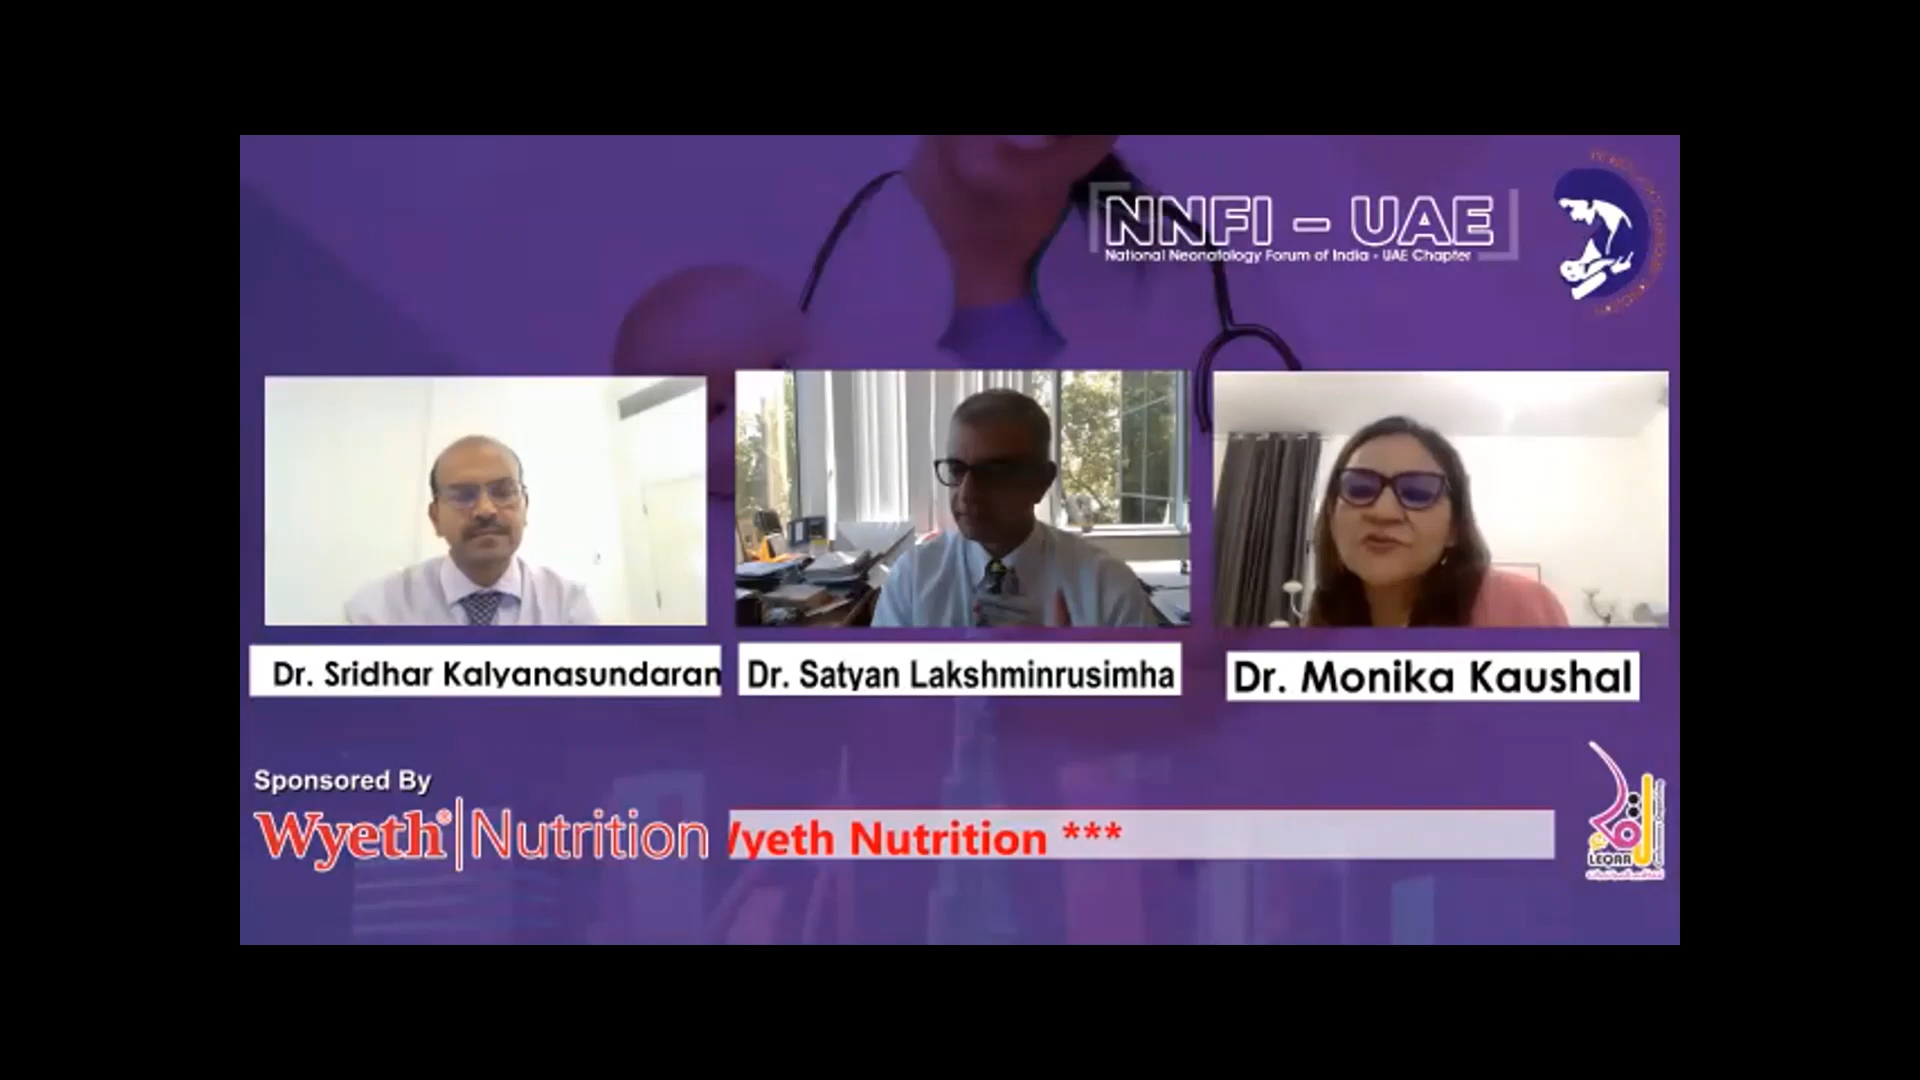 NNFI – UAE
National Neonatology Forum of India - UAE Chapter
Dr. Sridhar Kalyanasundaran
Dr. Satyan Lakshminrusimha
Dr. Monika Kaushal
Sponsored By
Wyeth® Nutrition
Wyeth Nutrition ***
LEQAA